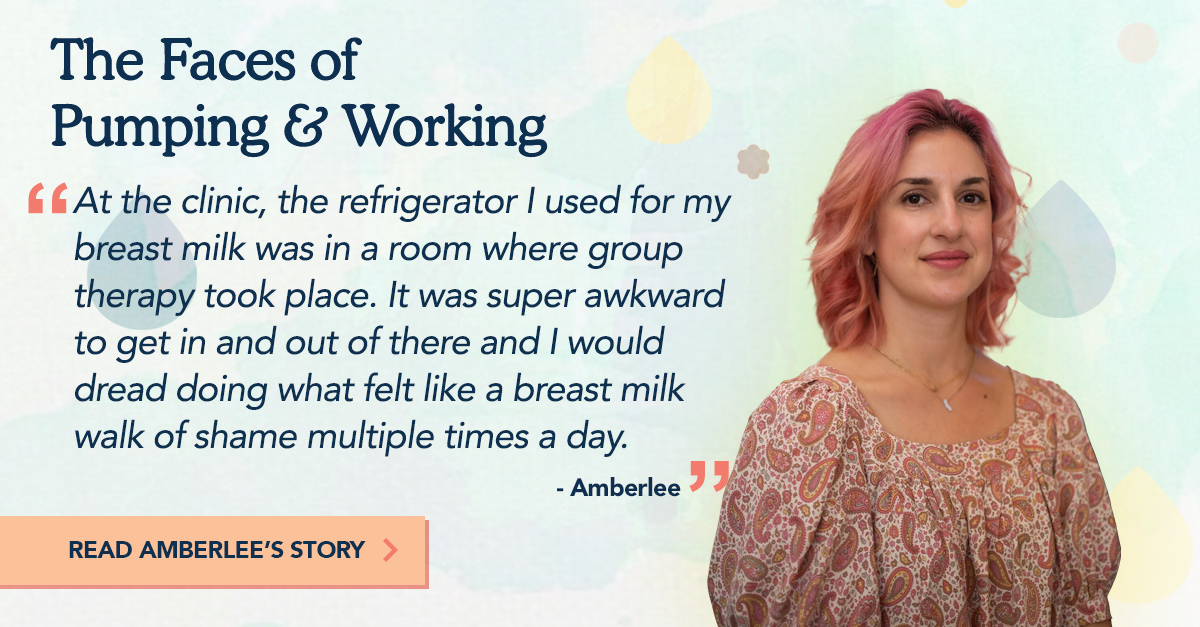 The Faces of
Pumping & Working
“At the clinic, the refrigerator I used for my
breast milk was in a room where group
therapy took place. It was super awkward
to get in and out of there and I would
dread doing what felt like a breast milk
walk of shame multiple times a day.
- Amberlee ”
READ AMBERLEE’S STORY >